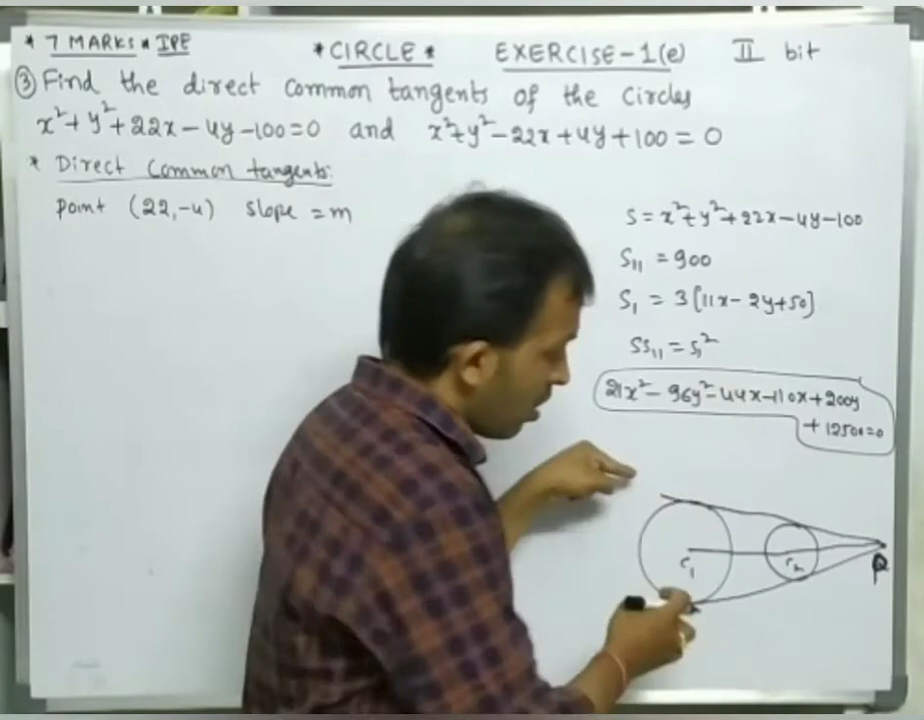 * 7 MARKS * IPE * CIRCLE * EXERCISE-1(e) II bit
③ Find the direct common tangents of the circles
x²+y²+22x-4y-100=0 and x²+y²-22x+4y+100=0
* Direct common tangents:
Point (22,-4) slope = m
S = x²+y²+22x-4y-100
S₁₁ = 900
S₁ = 3[11x-2y+50]
SS₁₁ = S₁²
21x²-96y²-44x-110x+200y
+12500=0
C₁ C₂ P